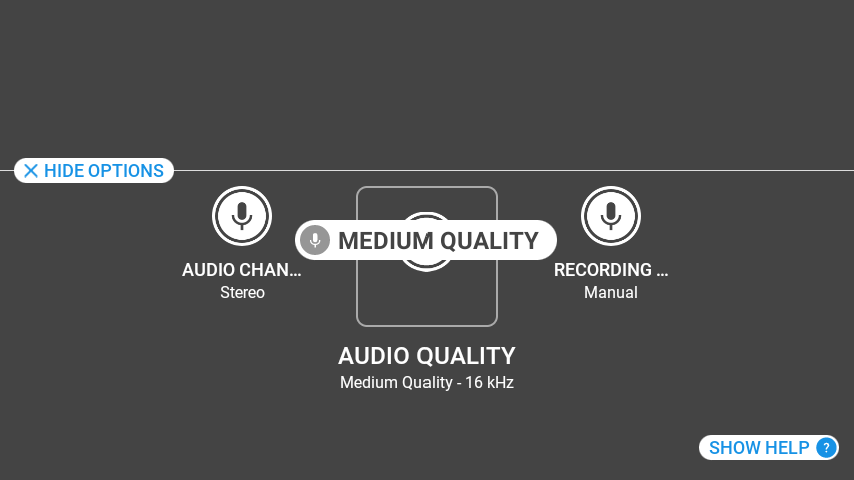 HIDE OPTIONS
MEDIUM QUALITY
AUDIO CHAN...
Stereo
RECORDING ...
Manual
AUDIO QUALITY
Medium Quality - 16 kHz
SHOW HELP ?